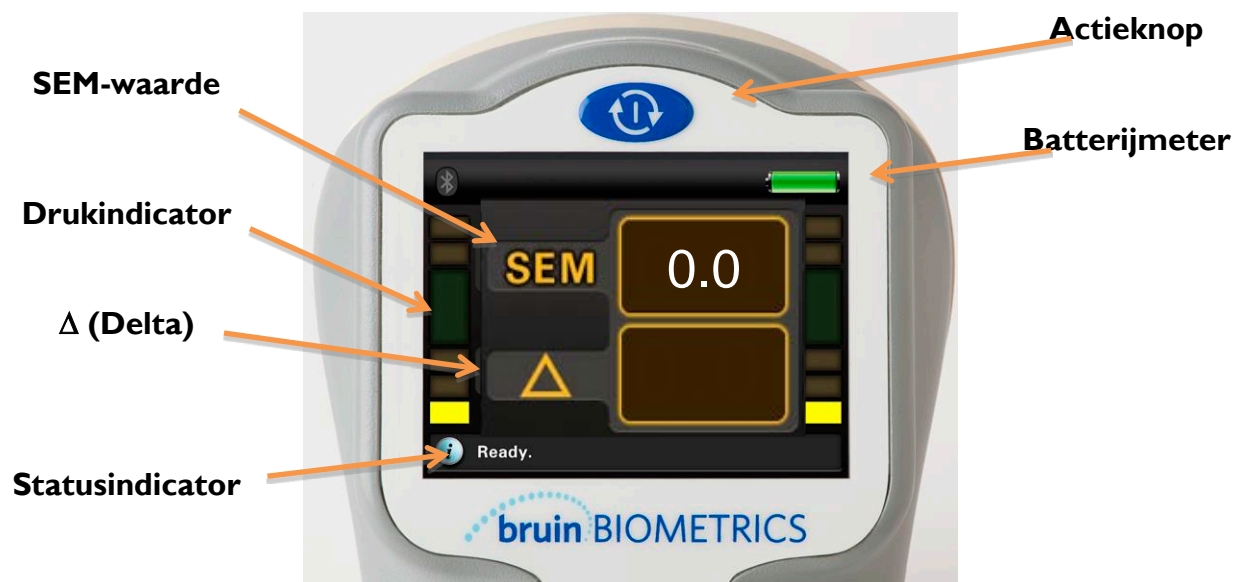 Actieknop
SEM-waarde
Batterijmeter
Drukindicator
SEM 0.0
Δ (Delta)
Δ
Ready.
Statusindicator
bruin BIOMETRICS